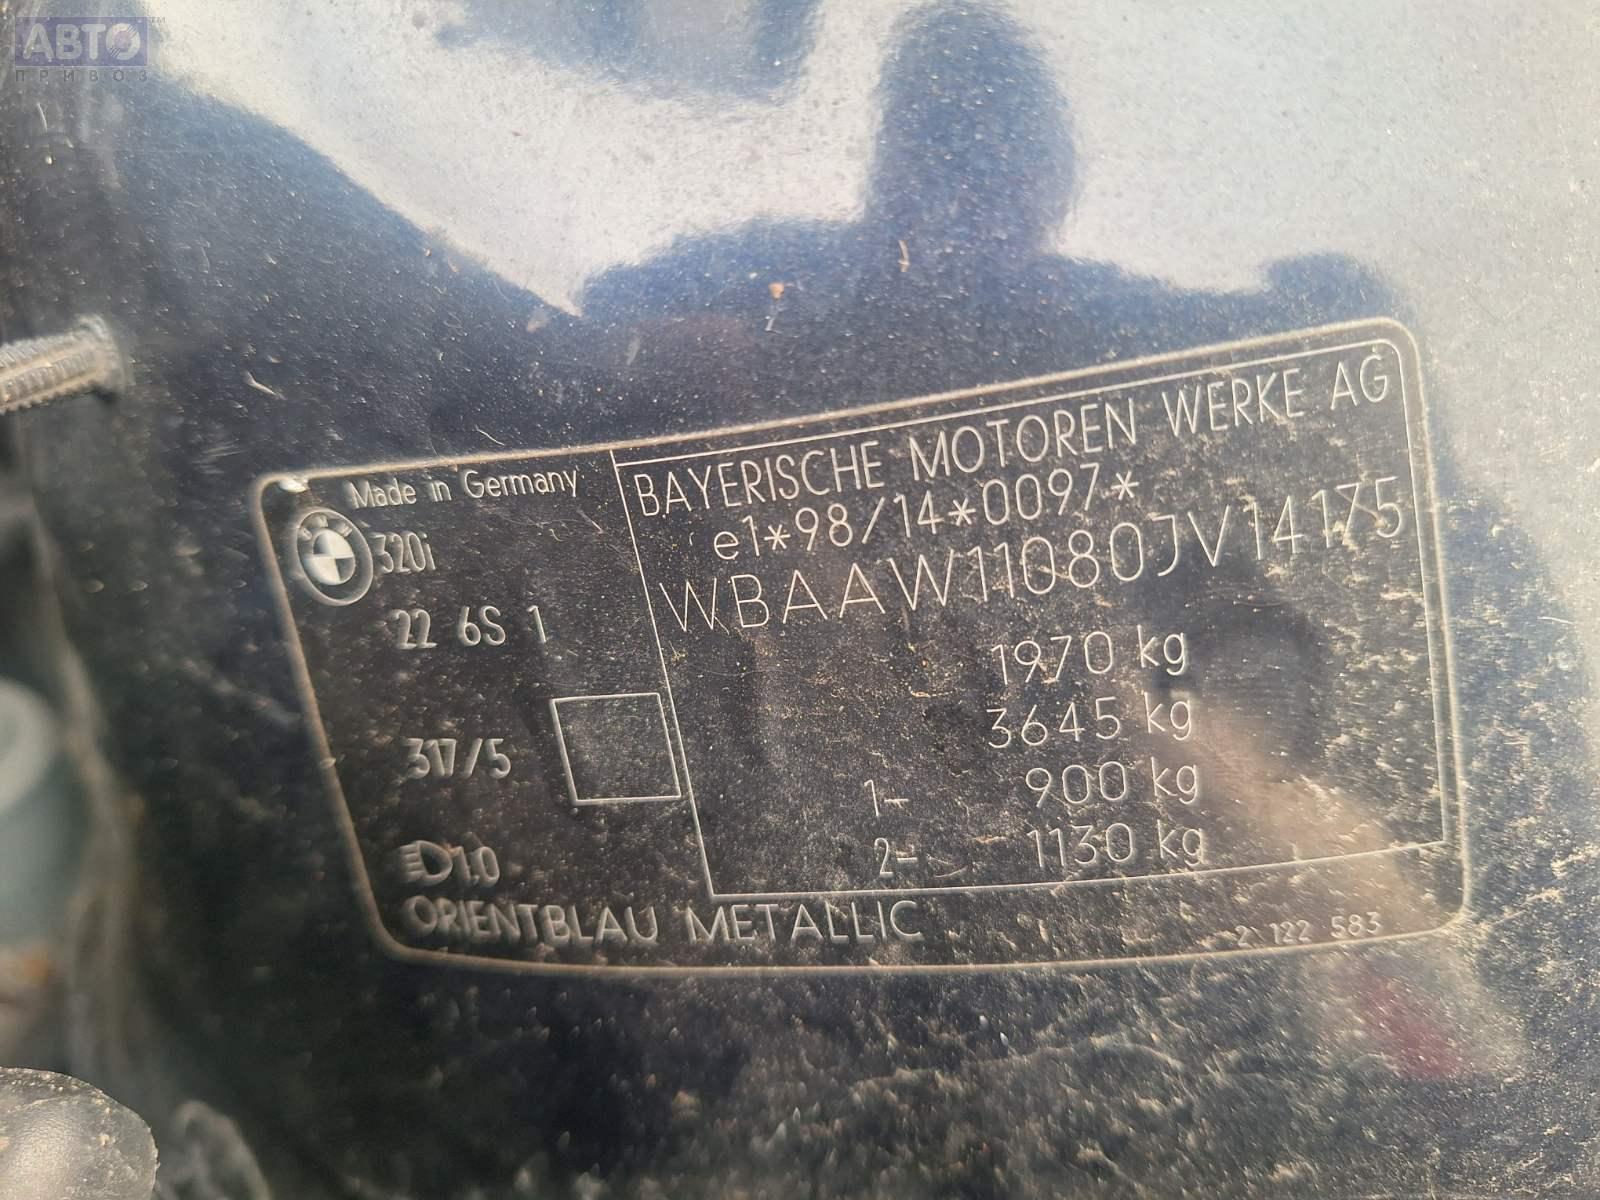 АВТО™
ПРИВОЗ
Made in Germany
320i
22 6S 1
317/5
1.0
ORIENTBLAU METALLIC
BAYERISCHE MOTOREN WERKE AG
e1*98/14*0097*
WBAAW11080JV14175
1970 kg
3645 kg
1- 900 kg
2- 1130 kg
2 122 583